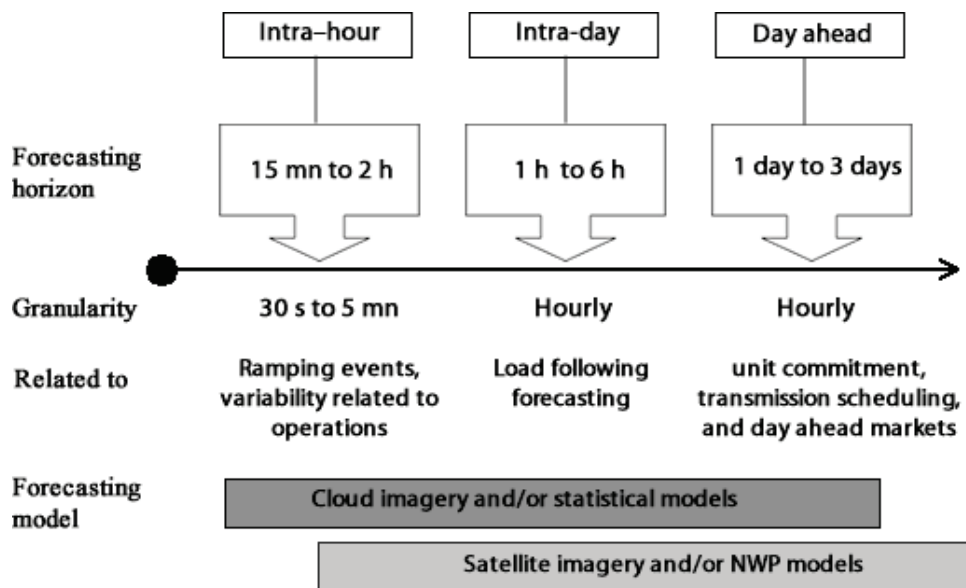 Intra–hour
Intra-day
Day ahead
Forecasting
horizon
15 mn to 2 h
1 h to 6 h
1 day to 3 days
Granularity
30 s to 5 mn
Hourly
Hourly
Related to
Ramping events,
variability related to
operations
Load following
forecasting
unit commitment,
transmission scheduling,
and day ahead markets
Forecasting
model
Cloud imagery and/or statistical models
Satellite imagery and/or NWP models